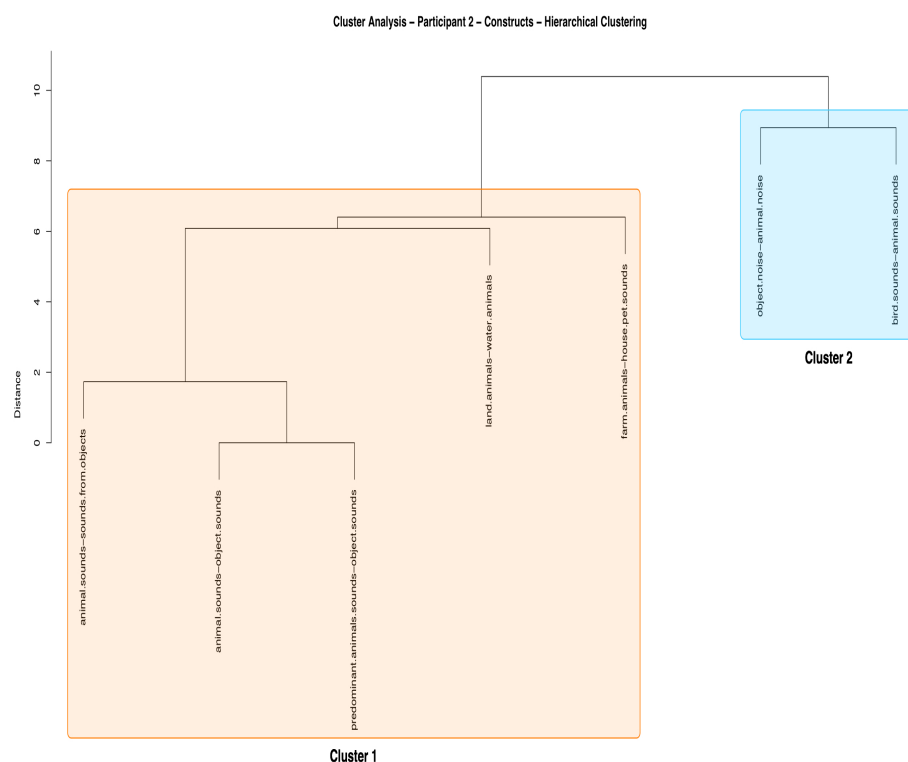 Cluster Analysis – Participant 2 – Constructs – Hierarchical Clustering
Distance
0
2
4
6
8
10
animal.sounds–sounds.from.objects
animal.sounds–object.sounds
predominant.animals.sounds–object.sounds
land.animals–water.animals
farm.animals–house.pet.sounds
object.noise–animal.noise
bird.sounds–animal.sounds
Cluster 1
Cluster 2